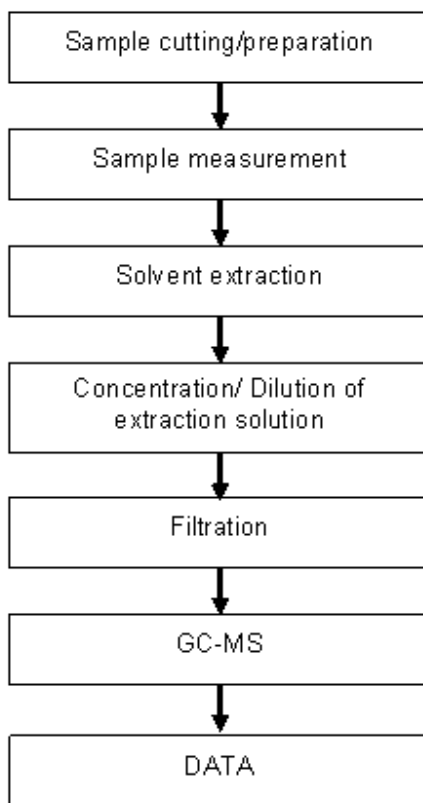 Sample cutting/preparation
Sample measurement
Solvent extraction
Concentration/ Dilution of
extraction solution
Filtration
GC-MS
DATA